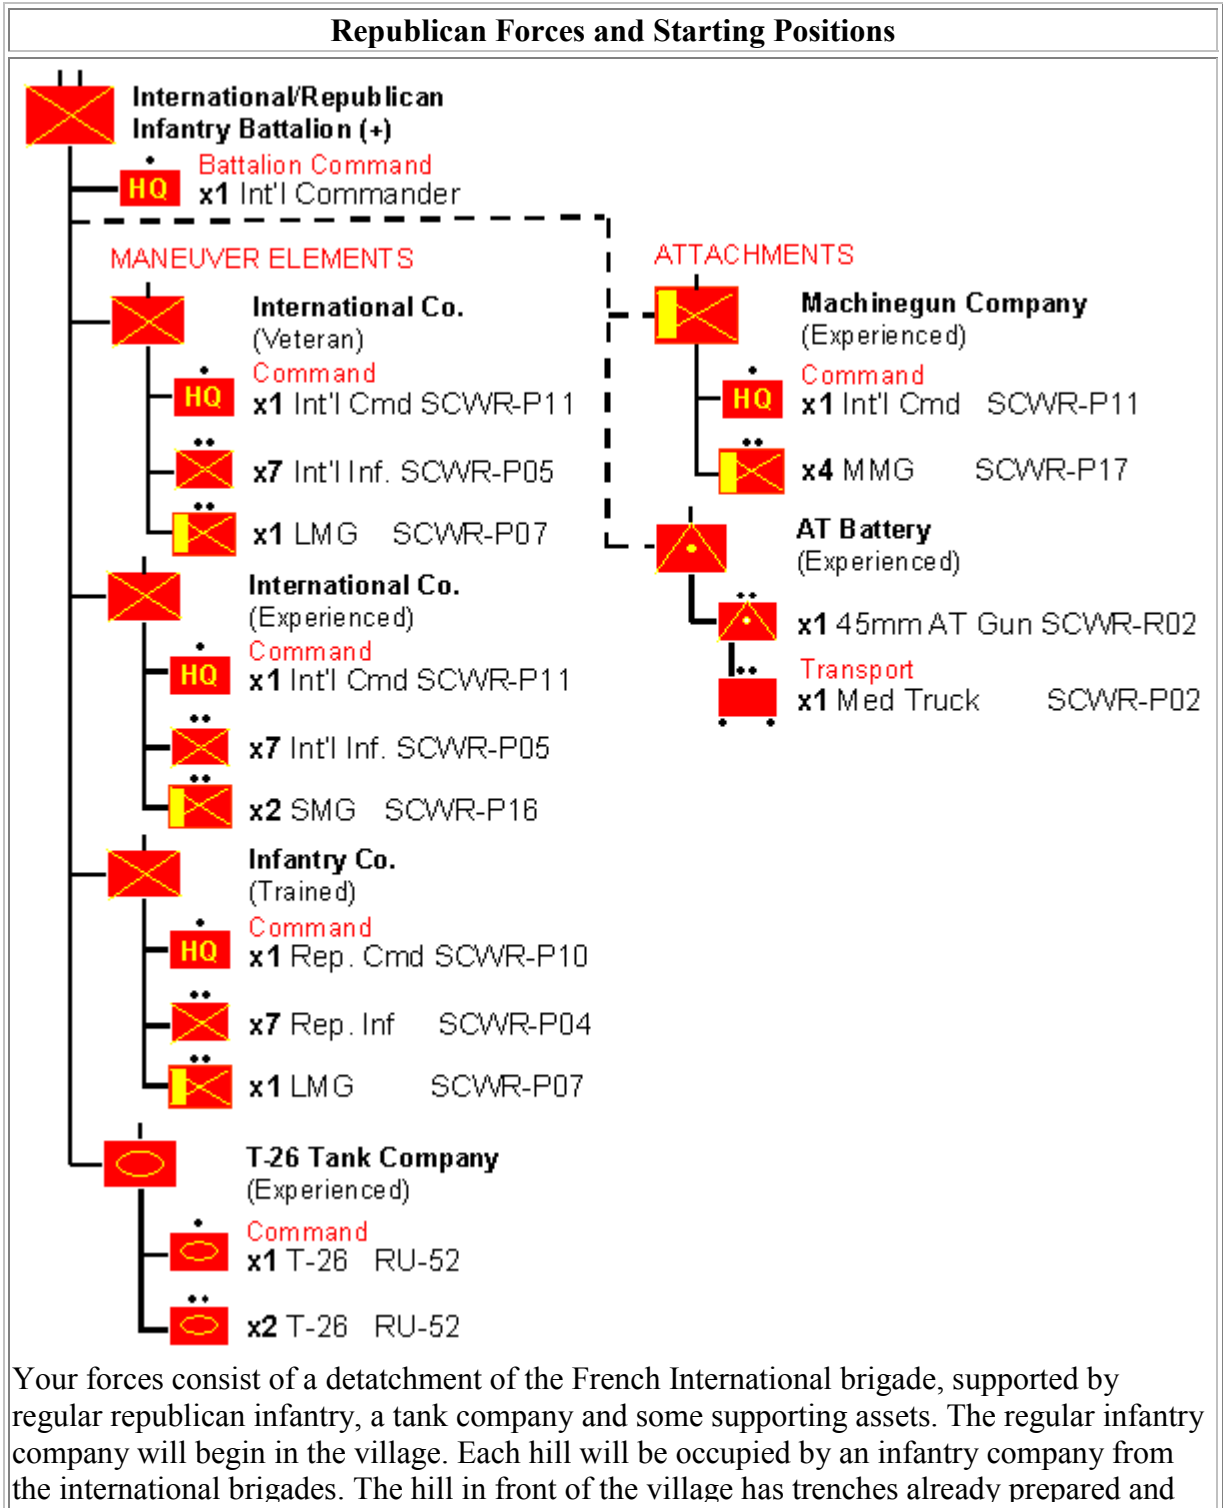 Republican Forces and Starting Positions
International/Republican
Infantry Battalion (+)
HQ
Battalion Command
x1 Int'l Commander
MANEUVER ELEMENTS
International Co.
(Veteran)
HQ
Command
x1 Int'l Cmd SCWR-P11
x7 Int'l Inf. SCWR-P05
x1 LMG SCWR-P07
International Co.
(Experienced)
HQ
Command
x1 Int'l Cmd SCWR-P11
x7 Int'l Inf. SCWR-P05
x2 SMG SCWR-P16
Infantry Co.
(Trained)
HQ
Command
x1 Rep. Cmd SCWR-P10
x7 Rep. Inf SCWR-P04
x1 LMG SCWR-P07
T-26 Tank Company
(Experienced)
Command
x1 T-26 RU-52
x2 T-26 RU-52
ATTACHMENTS
Machinegun Company
(Experienced)
HQ
Command
x1 Int'l Cmd SCWR-P11
x4 MMG SCWR-P17
AT Battery
(Experienced)
x1 45mm AT Gun SCWR-R02
Transport
x1 Med Truck SCWR-P02
Your forces consist of a detatchment of the French International brigade, supported by
regular republican infantry, a tank company and some supporting assets. The regular infantry
company will begin in the village. Each hill will be occupied by an infantry company from
the international brigades. The hill in front of the village has trenches already prepared and